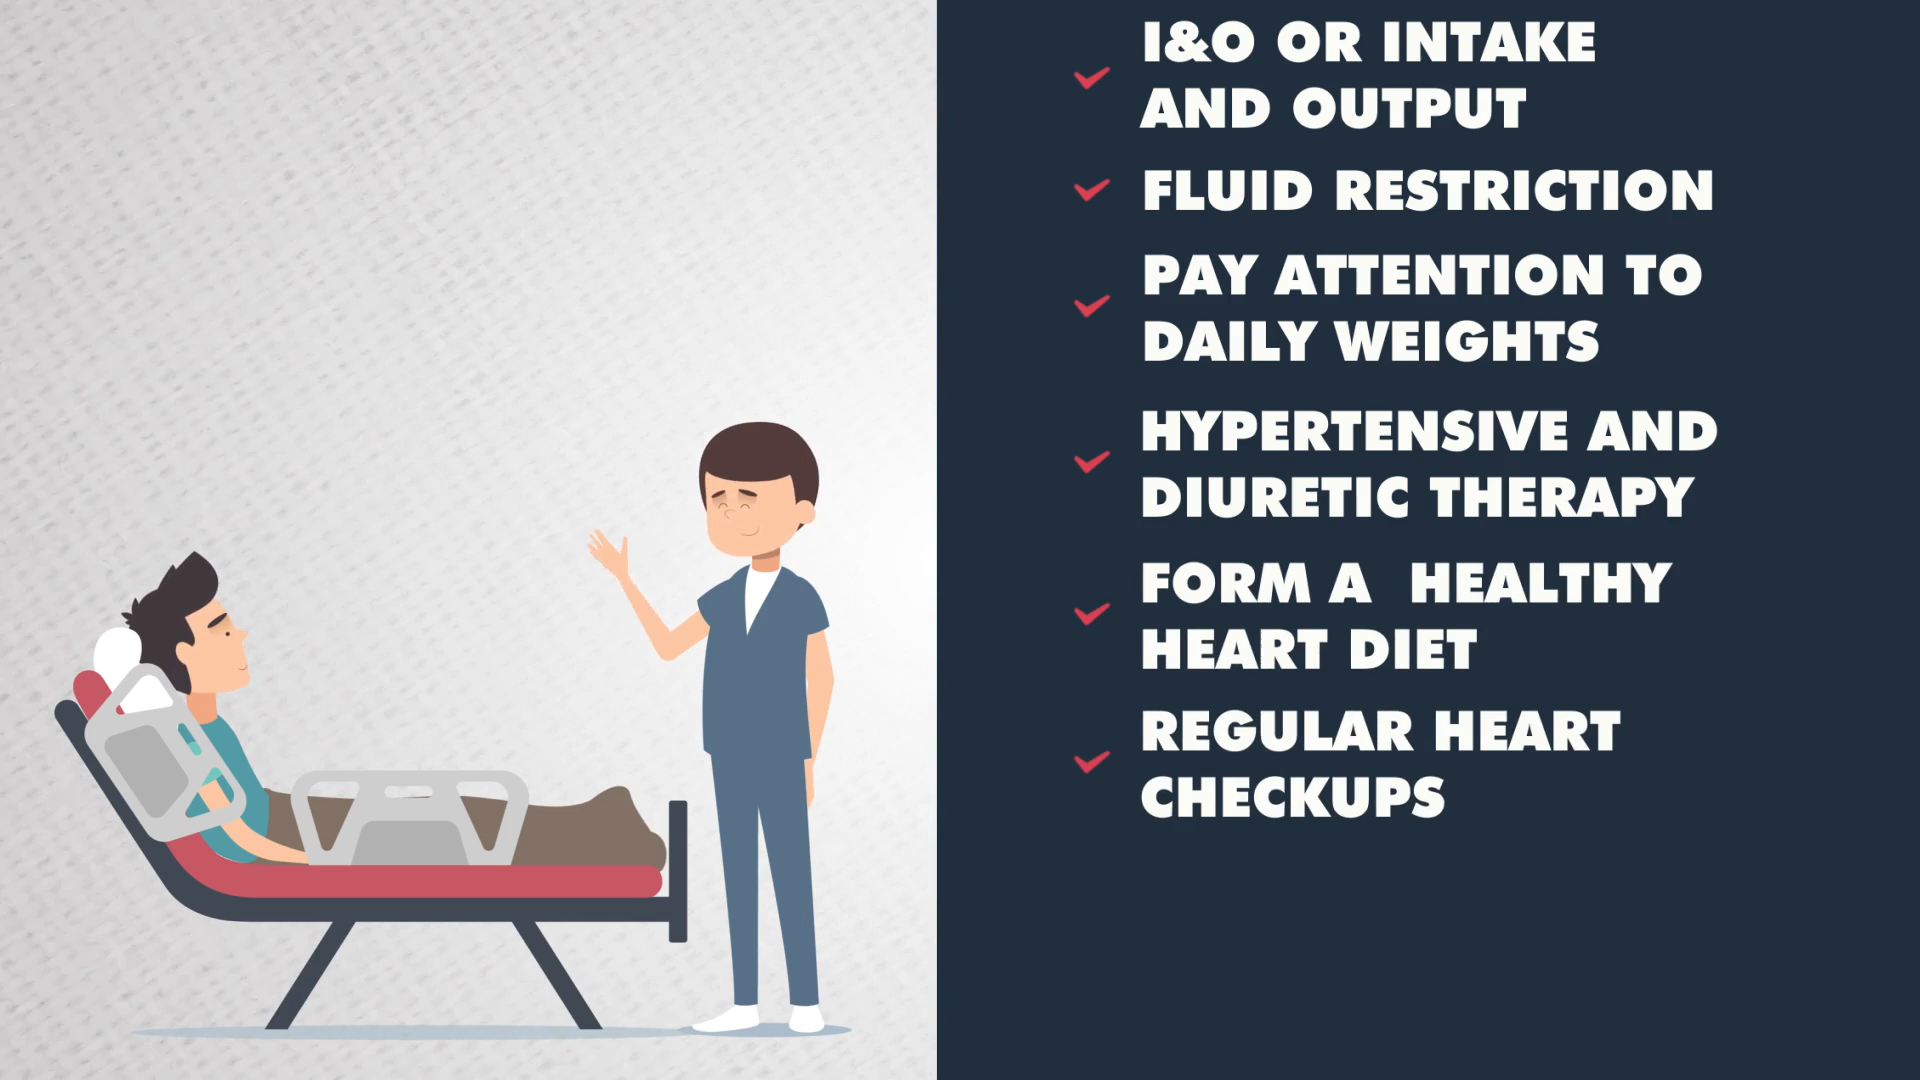 I&O OR INTAKE
AND OUTPUT
FLUID RESTRICTION
PAY ATTENTION TO
DAILY WEIGHTS
HYPERTENSIVE AND
DIURETIC THERAPY
FORM A HEALTHY
HEART DIET
REGULAR HEART
CHECKUPS